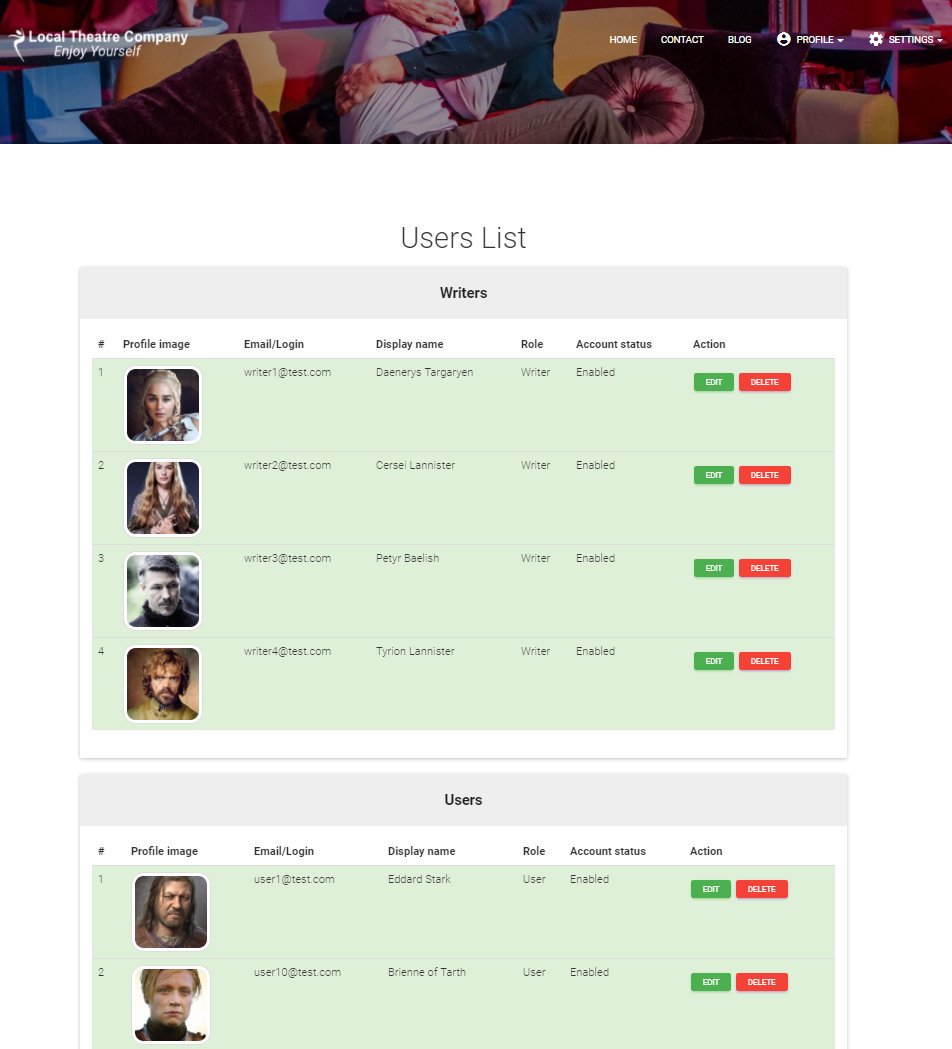 Local Theatre Company
Enjoy Yourself
HOME CONTACT BLOG PROFILE SETTINGS
Users List
Writers
# Profile image Email/Login Display name Role Account status Action
1 writer1@test.com Daenerys Targaryen Writer Enabled EDIT DELETE
2 writer2@test.com Cersei Lannister Writer Enabled EDIT DELETE
3 writer3@test.com Petyr Baelish Writer Enabled EDIT DELETE
4 writer4@test.com Tyrion Lannister Writer Enabled EDIT DELETE
Users
# Profile image Email/Login Display name Role Account status Action
1 user1@test.com Eddard Stark User Enabled EDIT DELETE
2 user10@test.com Brienne of Tarth User Enabled EDIT DELETE